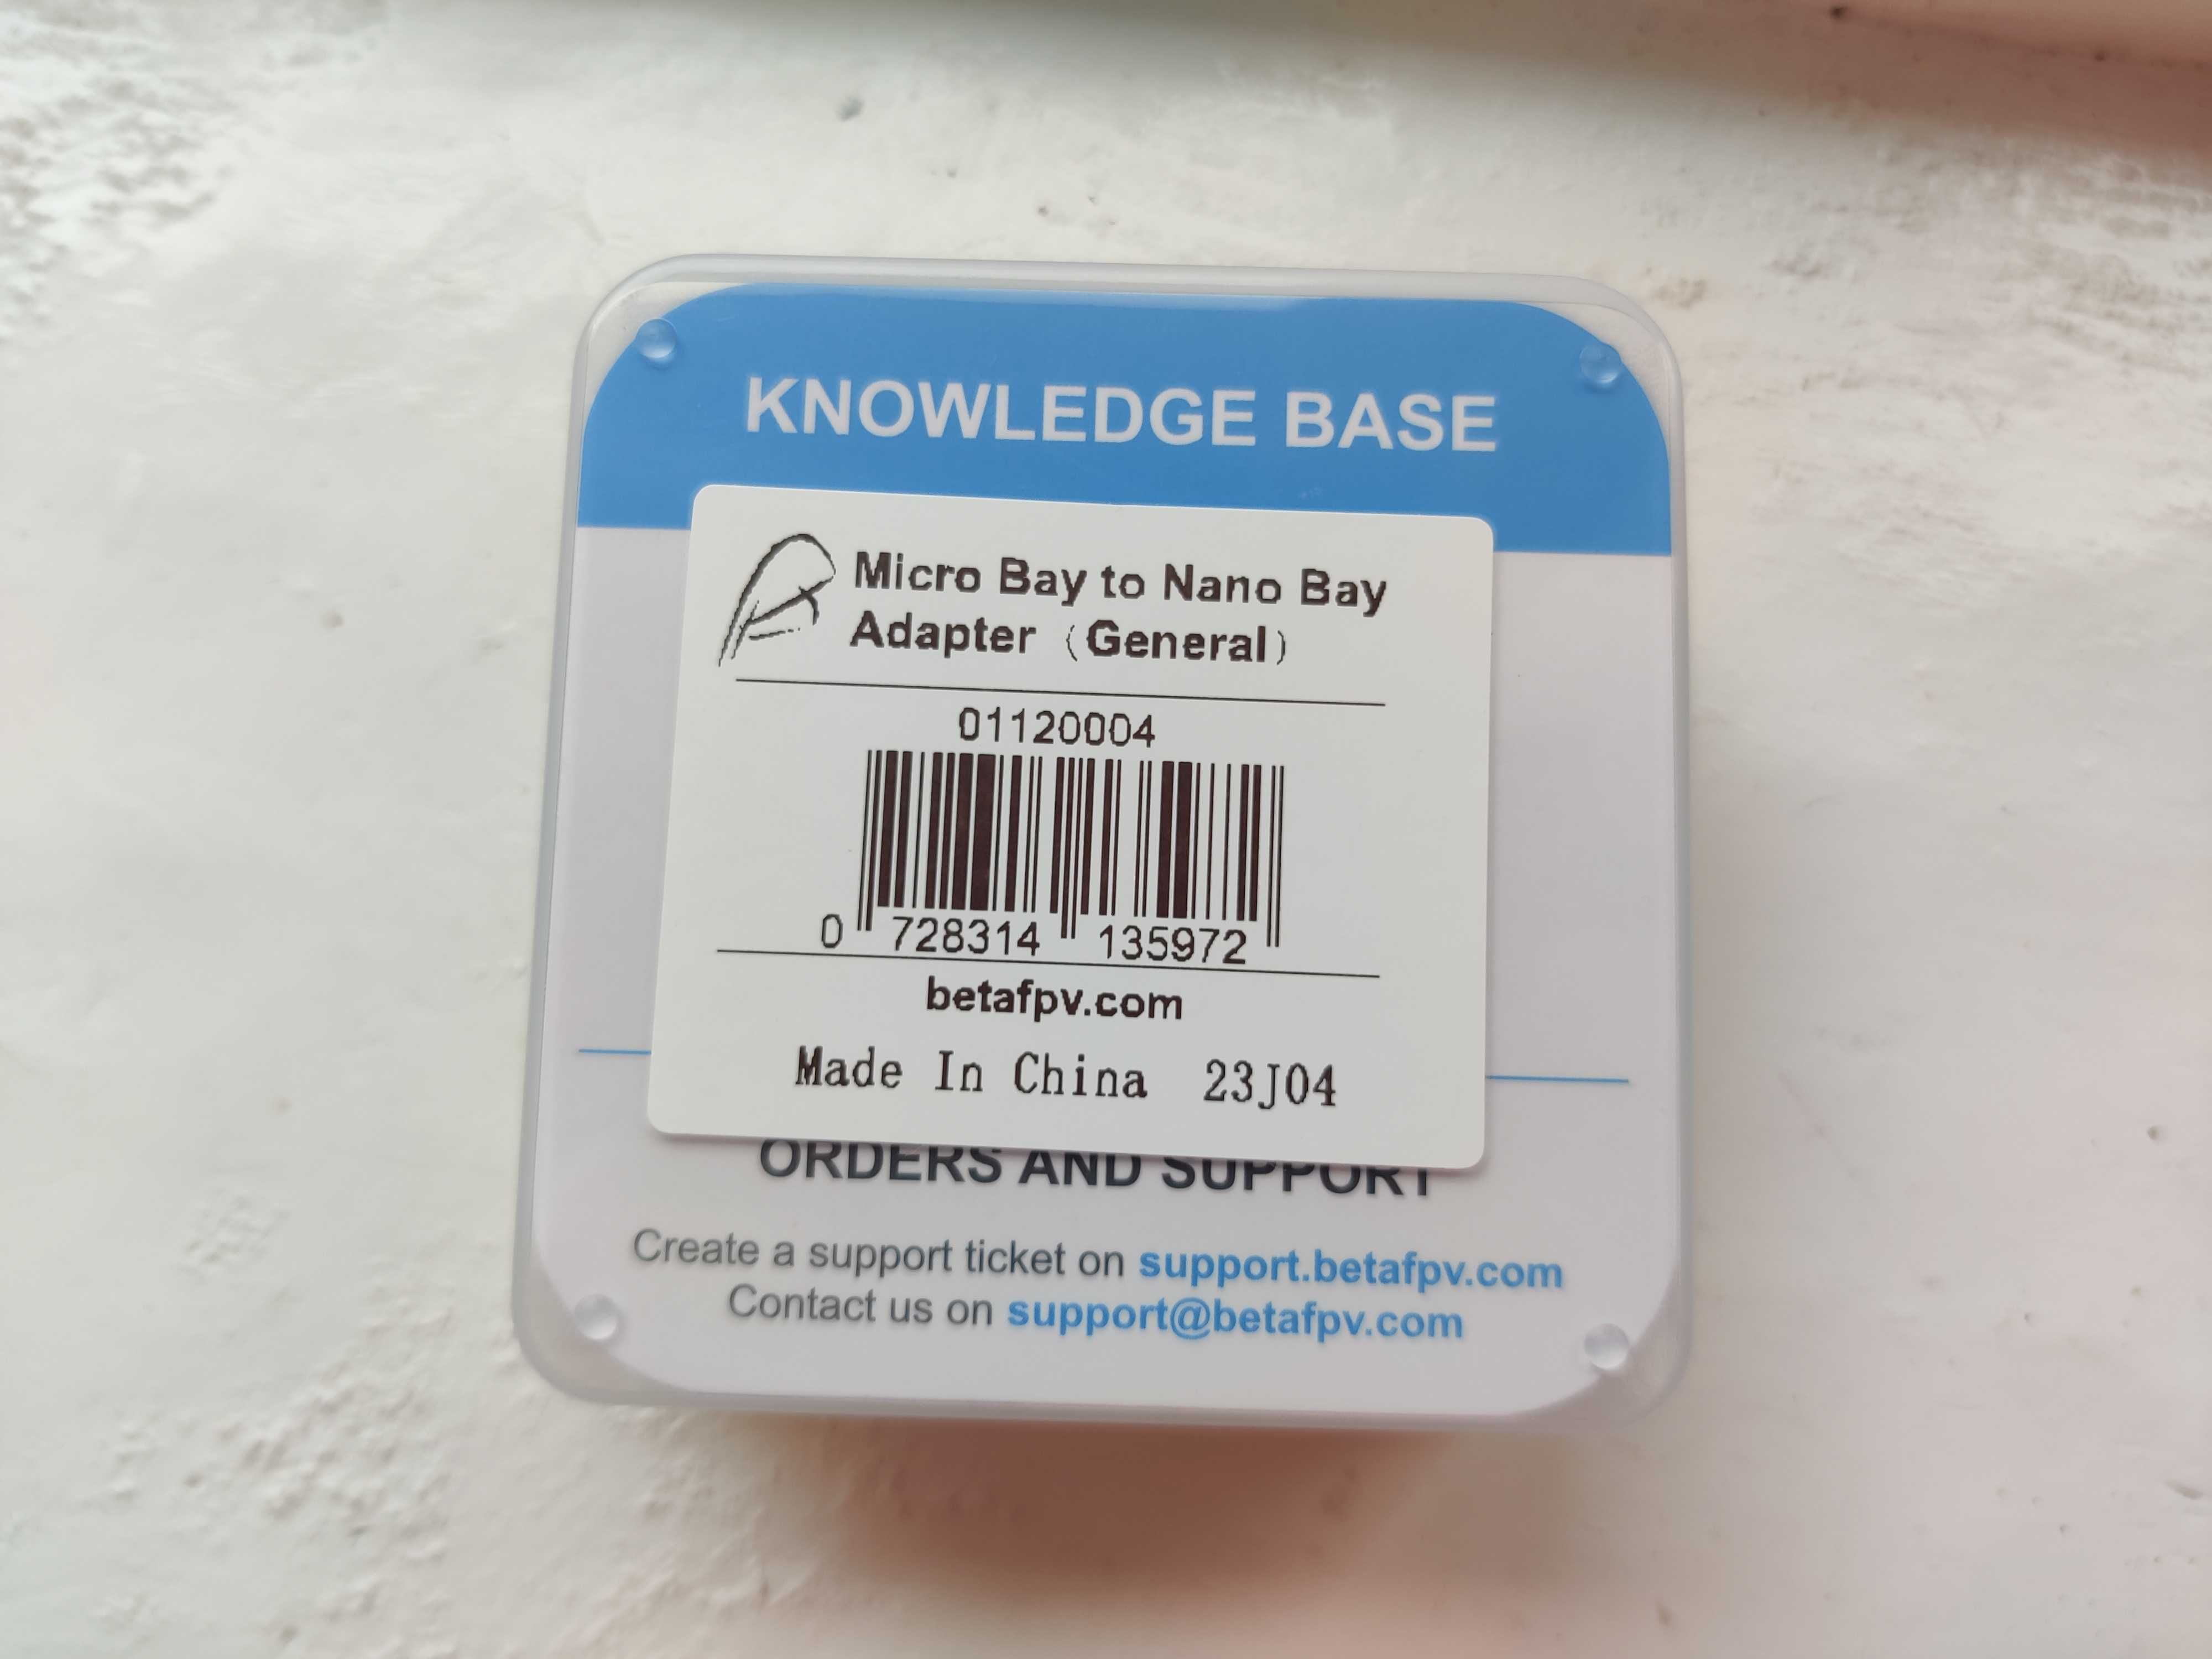 KNOWLEDGE BASE
Micro Bay to Nano Bay
Adapter (General)
01120004
0 728314 135972
betafpv.com
Made In China 23J04
ORDERS AND SUPPORT
Create a support ticket on support.betafpv.com
Contact us on support@betafpv.com